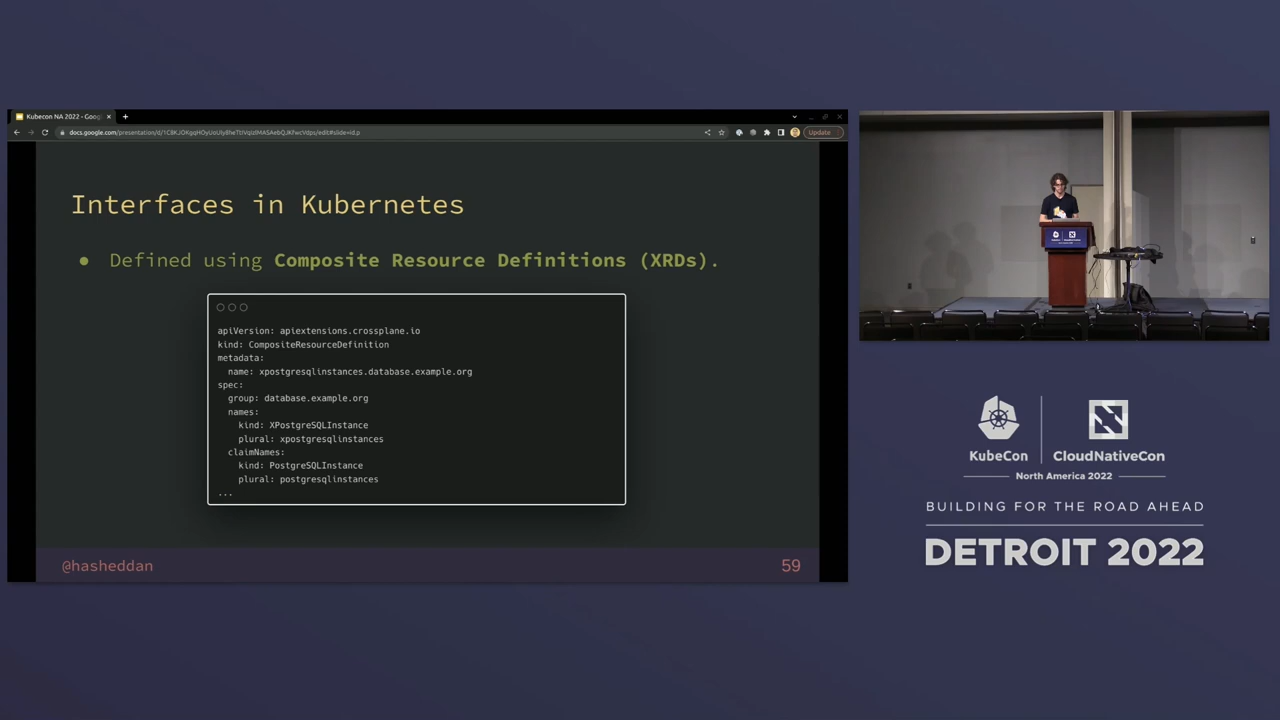 Kubecon NA 2022 - Goog
Update
Interfaces in Kubernetes
● Defined using Composite Resource Definitions (XRDs).
apiVersion: apiextensions.crossplane.io
kind: CompositeResourceDefinition
metadata:
name: xpostgresqlinstances.database.example.org
spec:
group: database.example.org
names:
kind: XPostgreSQLInstance
plural: xpostgresqlinstances
claimNames:
kind: PostgreSQLInstance
plural: postgresqlinstances
...
@hasheddan
59
KubeCon
CloudNativeCon
North America 2022
BUILDING FOR THE ROAD AHEAD
DETROIT 2022